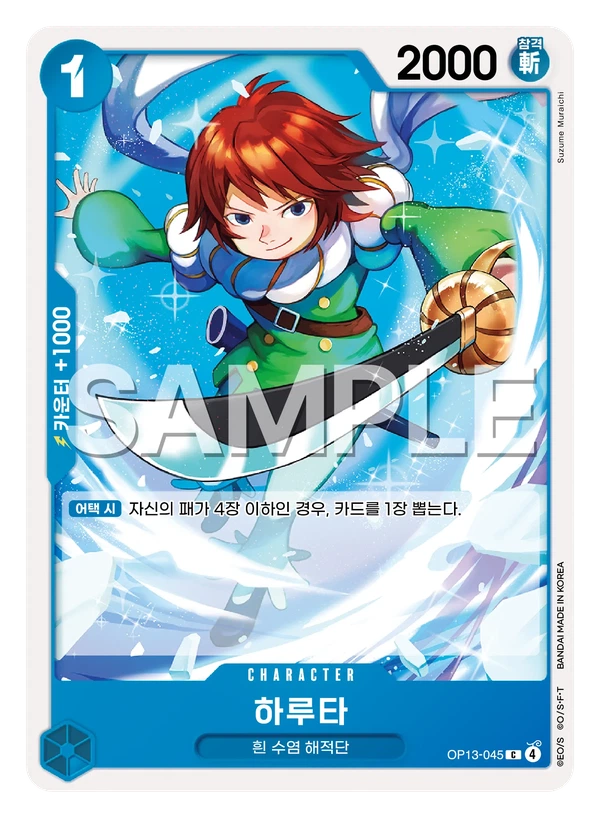 1
2000
참격
斬
Suzume Muraichi
카운터 +1000
SAMPLE
어택 시 자신의 패가 4장 이하인 경우, 카드를 1장 뽑는다.
CHARACTER
하루타
흰 수염 해적단
OP13-045 C 4
©EO/S ©O/S·F·T BANDAI MADE IN KOREA